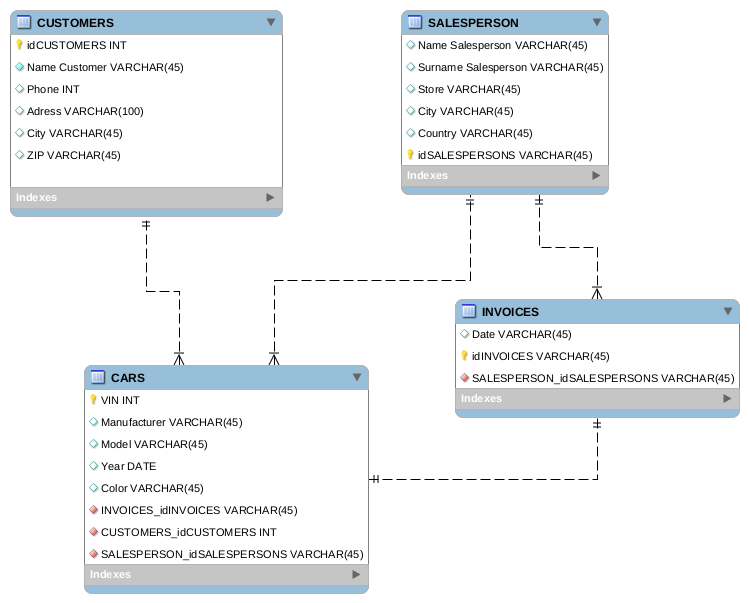 CUSTOMERS
idCUSTOMERS INT
Name Customer VARCHAR(45)
Phone INT
Adress VARCHAR(100)
City VARCHAR(45)
ZIP VARCHAR(45)
Indexes
SALESPERSON
Name Salesperson VARCHAR(45)
Surname Salesperson VARCHAR(45)
Store VARCHAR(45)
City VARCHAR(45)
Country VARCHAR(45)
idSALESPERSONS VARCHAR(45)
Indexes
INVOICES
Date VARCHAR(45)
idINVOICES VARCHAR(45)
SALESPERSON_idSALESPERSONS VARCHAR(45)
Indexes
CARS
VIN INT
Manufacturer VARCHAR(45)
Model VARCHAR(45)
Year DATE
Color VARCHAR(45)
INVOICES_idINVOICES VARCHAR(45)
CUSTOMERS_idCUSTOMERS INT
SALESPERSON_idSALESPERSONS VARCHAR(45)
Indexes